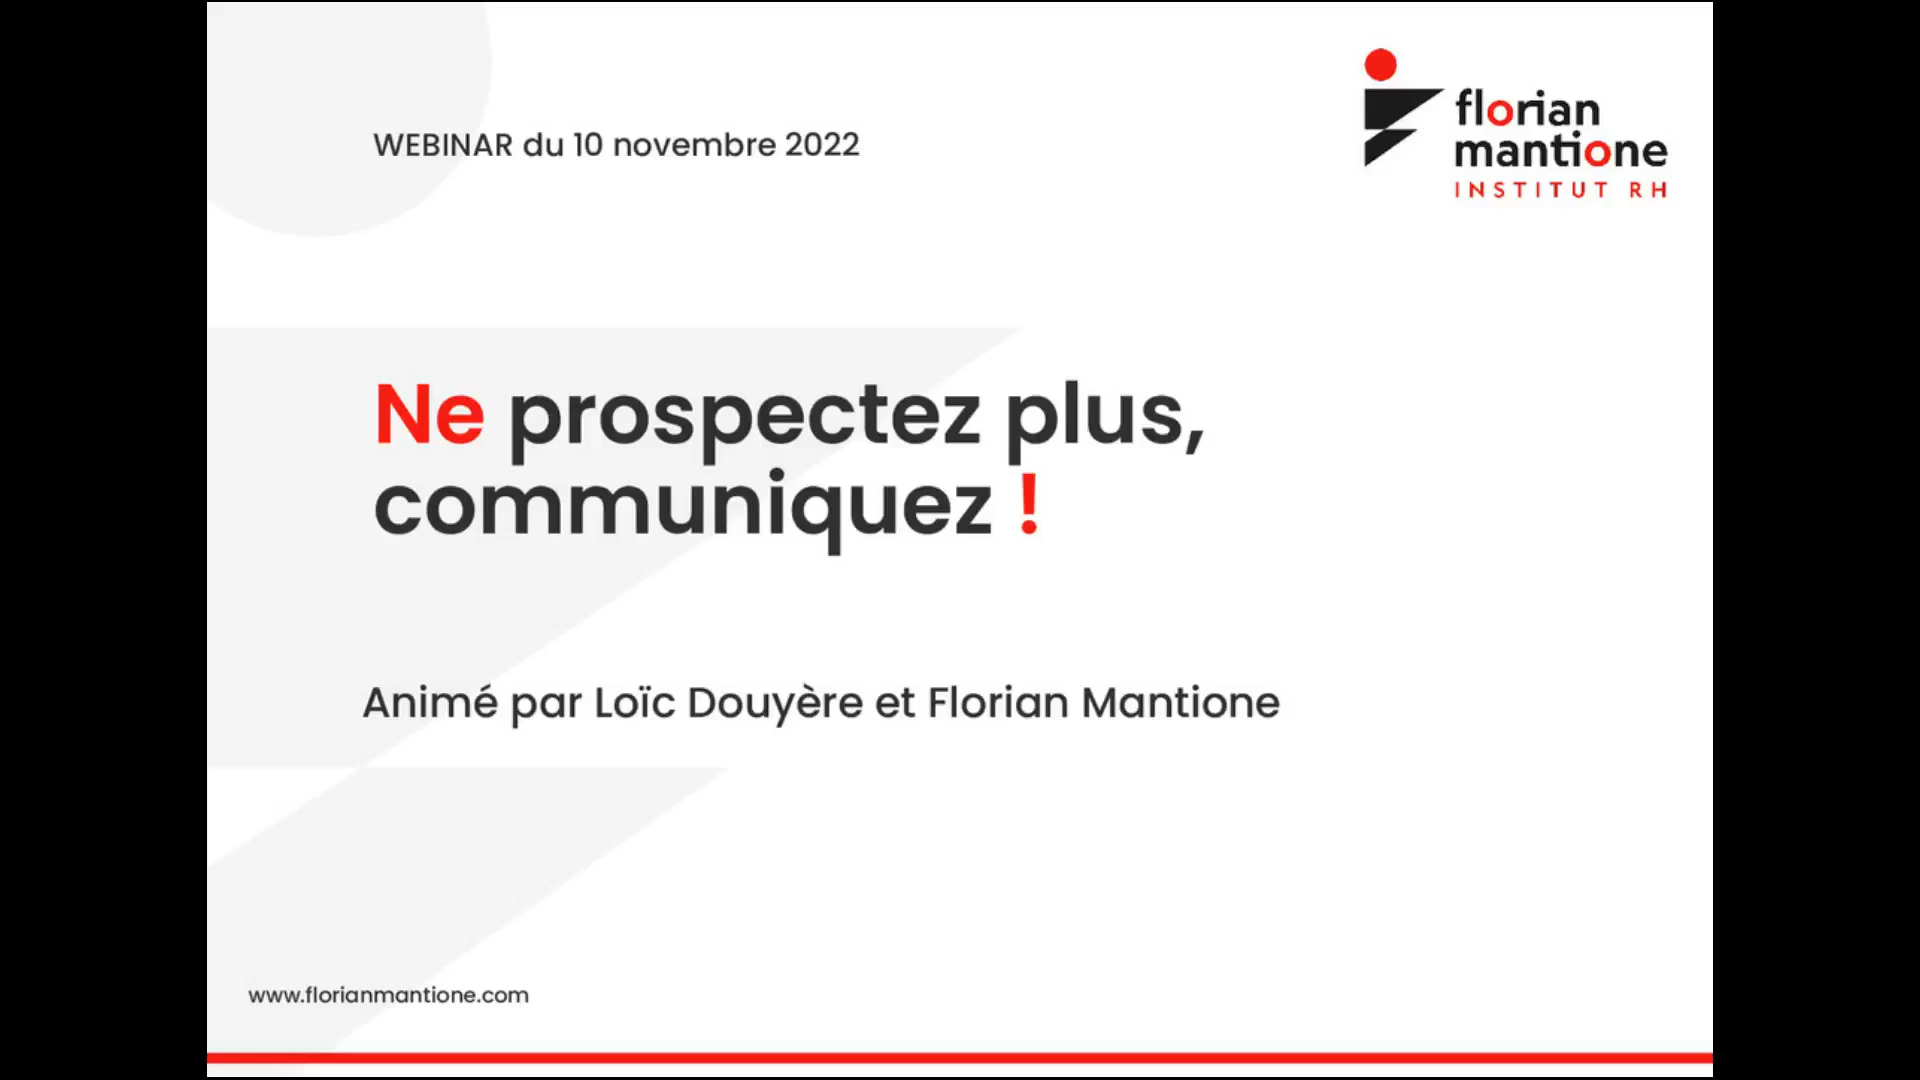 WEBINAR du 10 novembre 2022
florian
mantione
INSTITUT RH
Ne prospectez plus,
communiquez !
Animé par Loïc Douyère et Florian Mantione
www.florianmantione.com